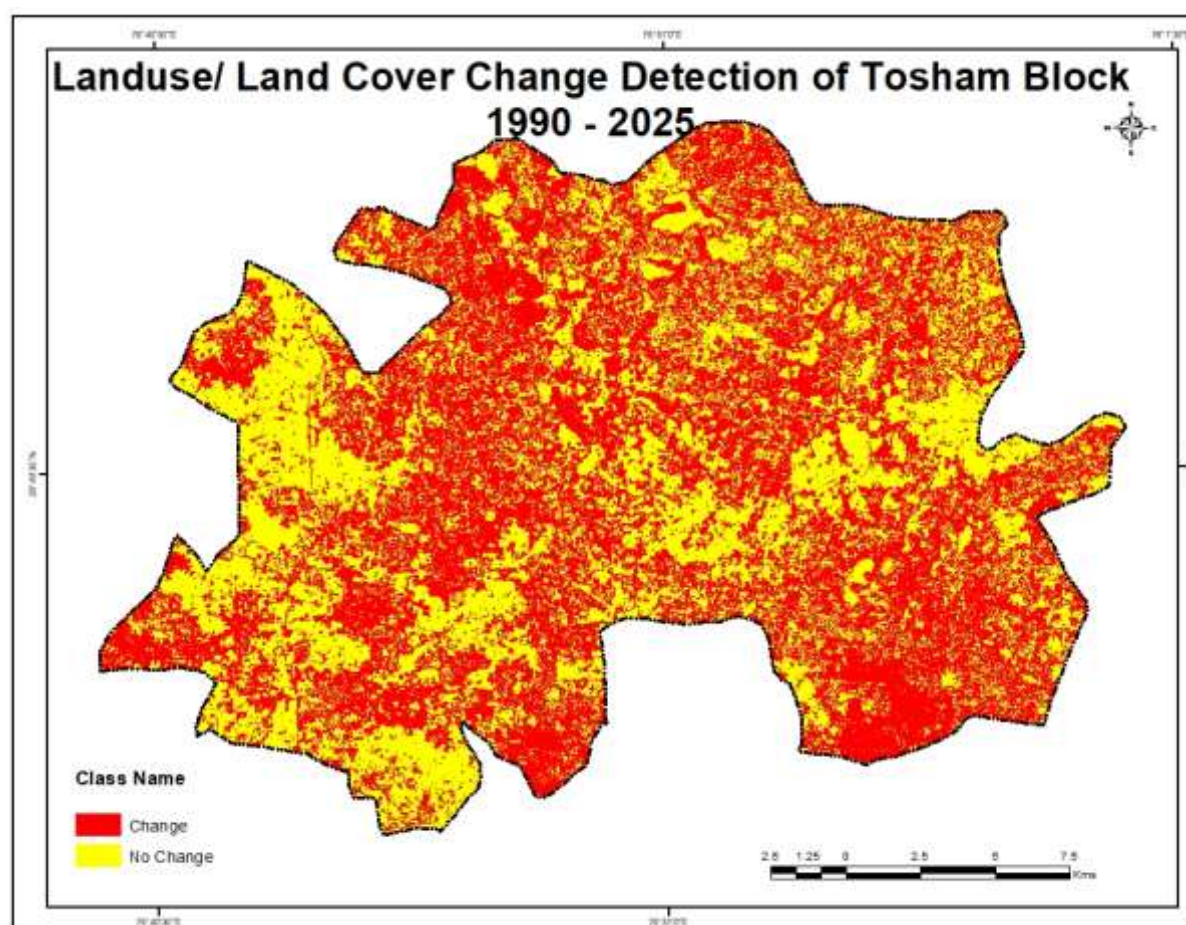 Landuse/ Land Cover Change Detection of Tosham Block
1990 - 2025
Class Name
Change
No Change
2.5 1.25 0 2.5 5 7.5
Kms